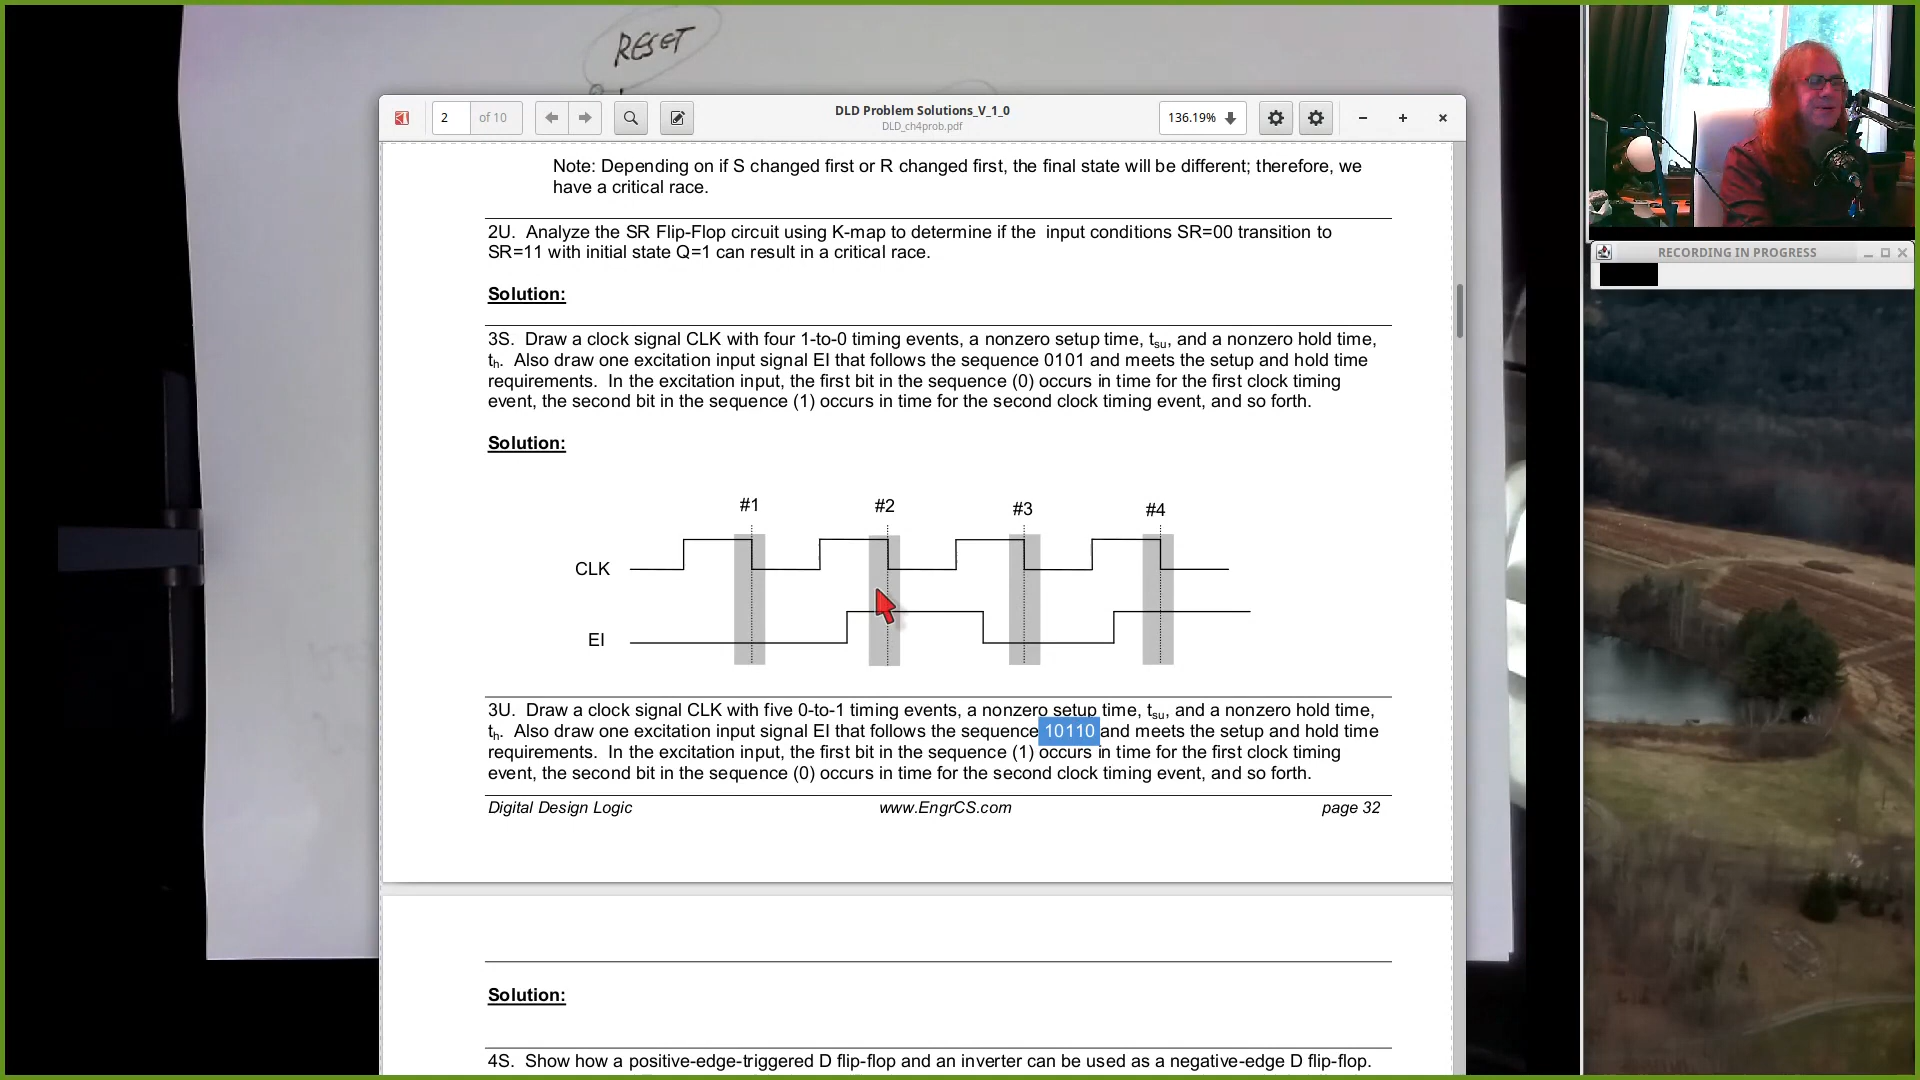 RESET
2 of 10
DLD Problem Solutions_V_1_0
DLD_ch4prob.pdf
136.19%
Note: Depending on if S changed first or R changed first, the final state will be different; therefore, we
have a critical race.
2U. Analyze the SR Flip-Flop circuit using K-map to determine if the input conditions SR=00 transition to
SR=11 with initial state Q=1 can result in a critical race.
Solution:
3S. Draw a clock signal CLK with four 1-to-0 timing events, a nonzero setup time, tsu, and a nonzero hold time,
th. Also draw one excitation input signal EI that follows the sequence 0101 and meets the setup and hold time
requirements. In the excitation input, the first bit in the sequence (0) occurs in time for the first clock timing
event, the second bit in the sequence (1) occurs in time for the second clock timing event, and so forth.
Solution:
#1 #2 #3 #4
CLK
EI
3U. Draw a clock signal CLK with five 0-to-1 timing events, a nonzero setup time, tsu, and a nonzero hold time,
th. Also draw one excitation input signal EI that follows the sequence 10110 and meets the setup and hold time
requirements. In the excitation input, the first bit in the sequence (1) occurs in time for the first clock timing
event, the second bit in the sequence (0) occurs in time for the second clock timing event, and so forth.
Digital Design Logic www.EngrCS.com page 32
Solution:
4S. Show how a positive-edge-triggered D flip-flop and an inverter can be used as a negative-edge D flip-flop.
RECORDING IN PROGRESS